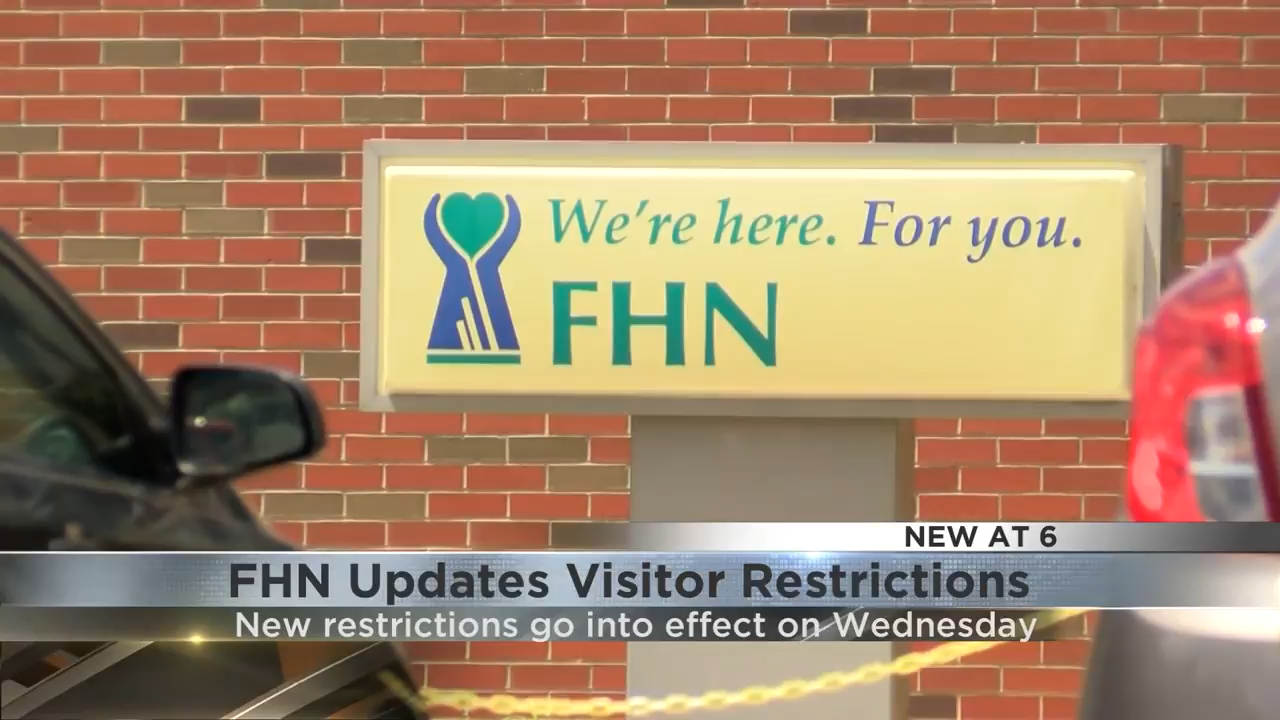 We're here. For you.
FHN
NEW AT 6
FHN Updates Visitor Restrictions
New restrictions go into effect on Wednesday